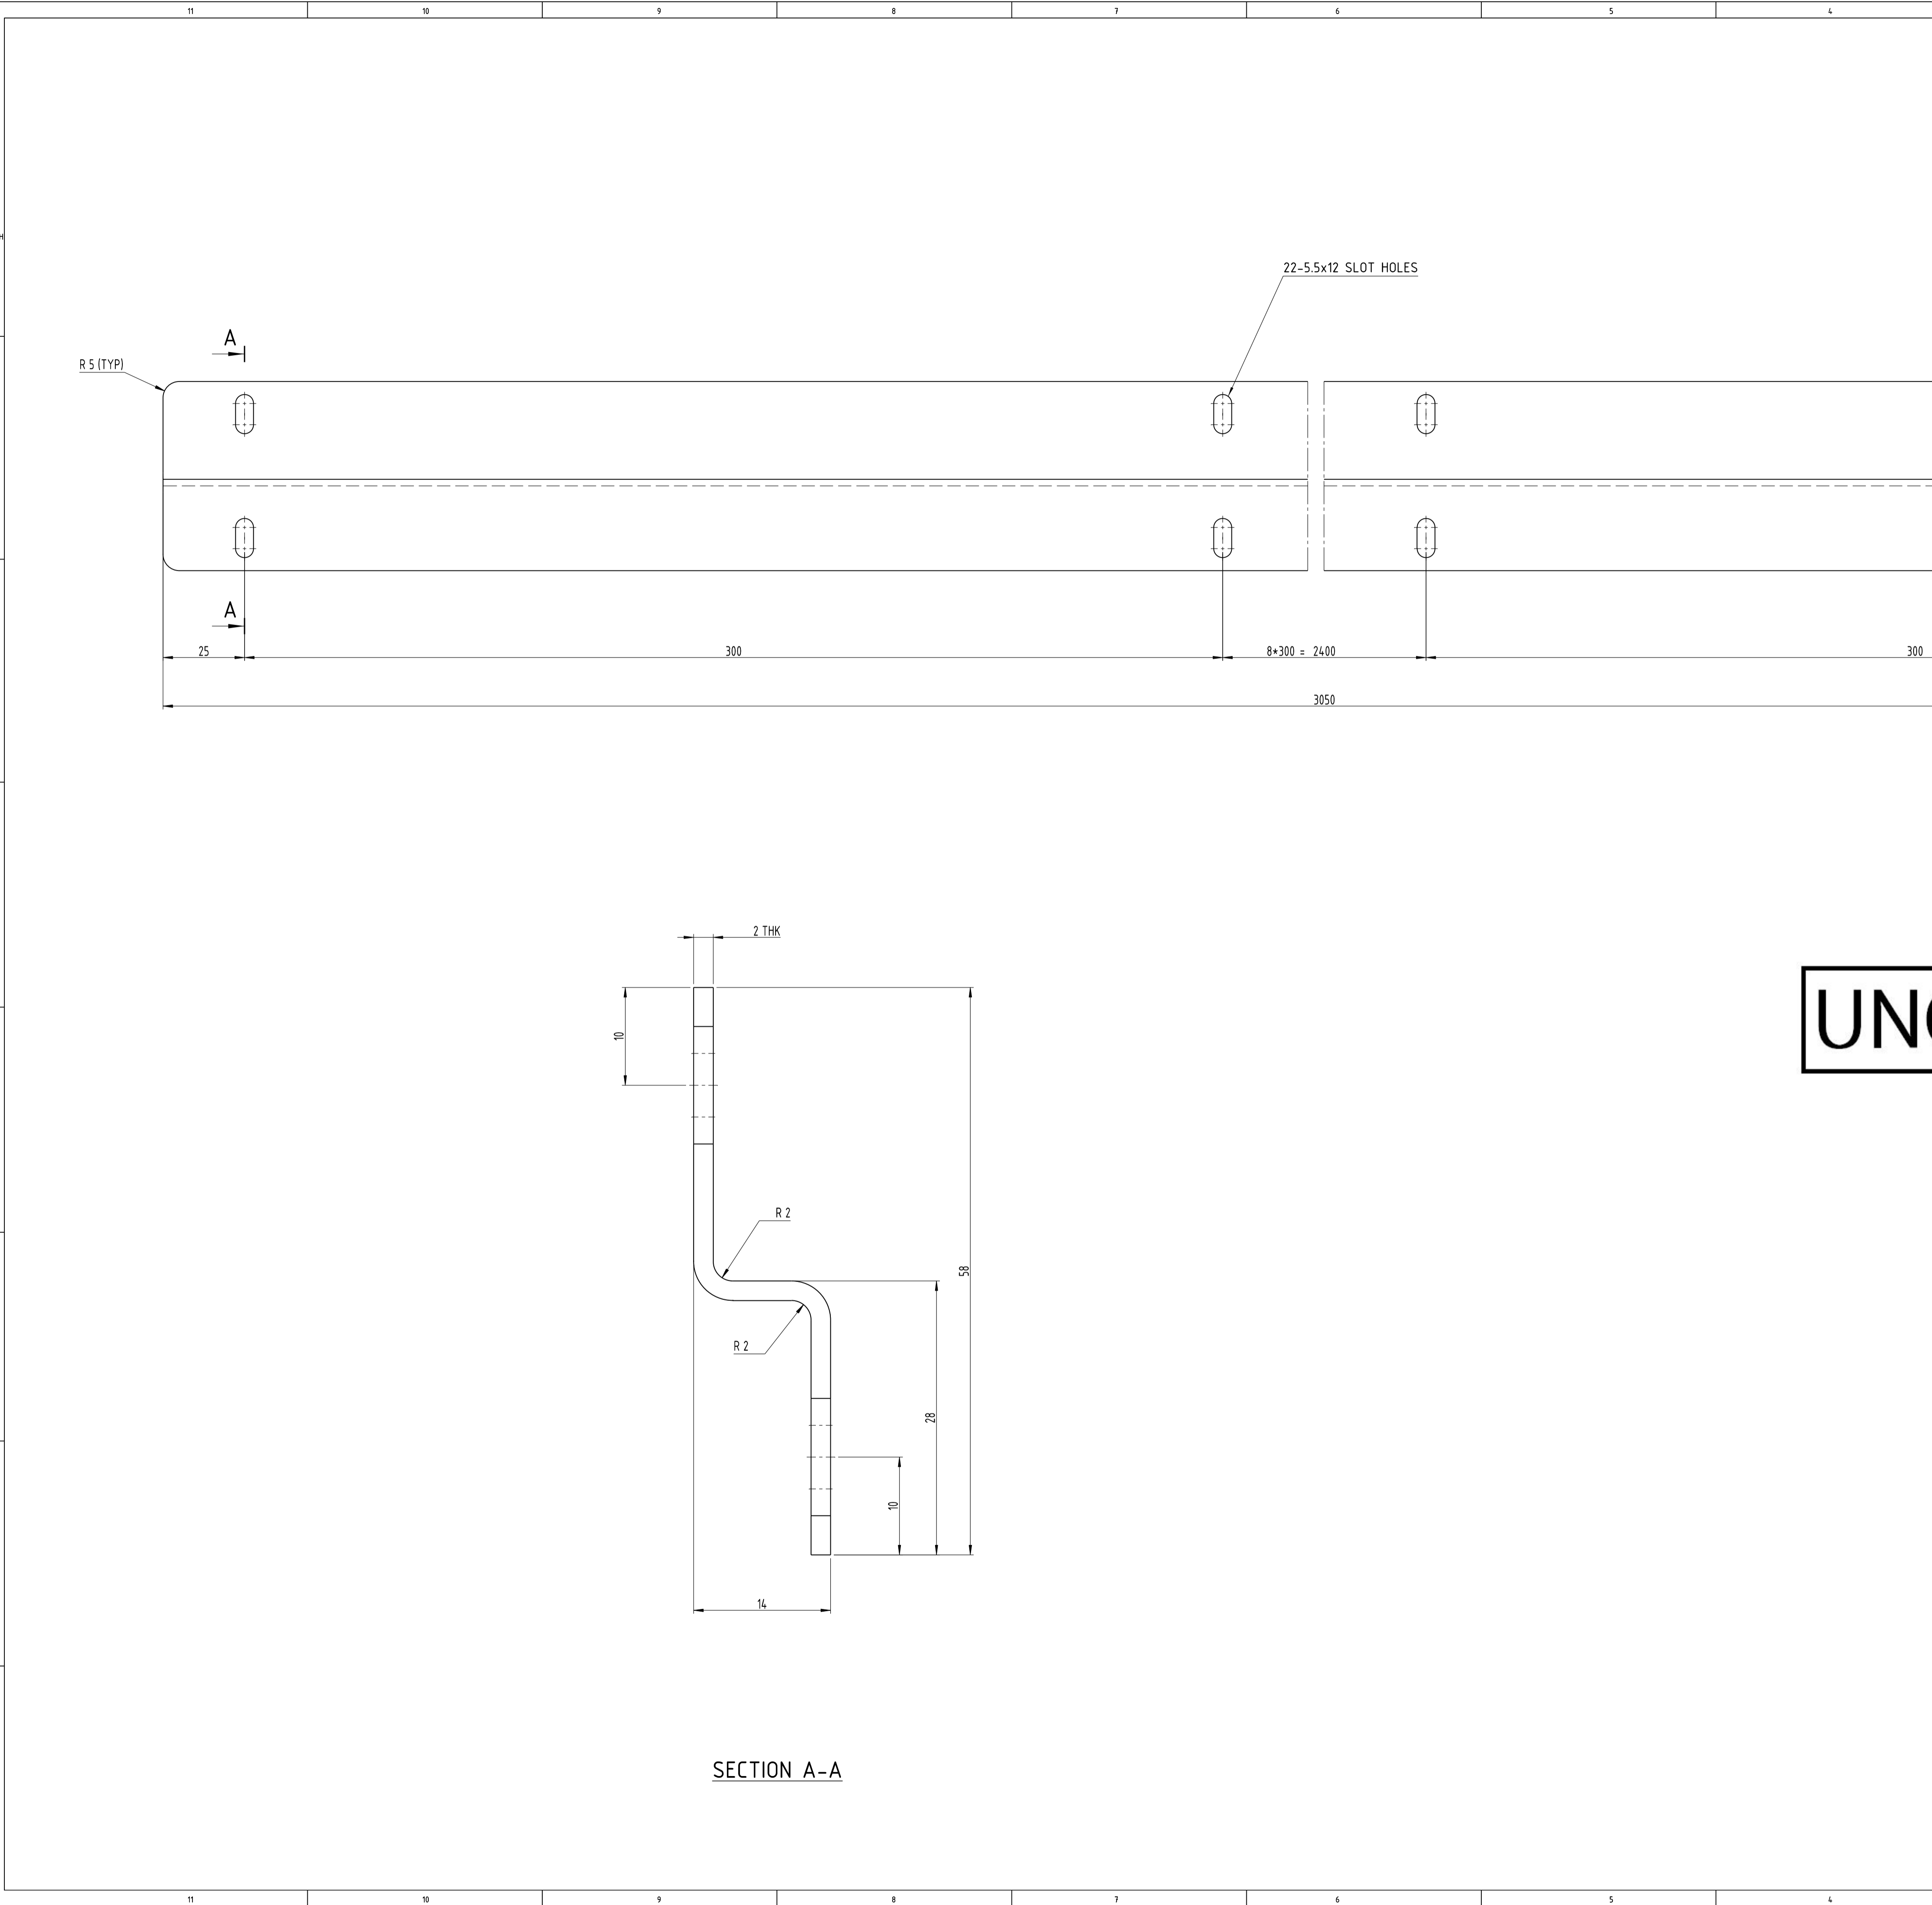 11 10 9 8 7 6 5 4
H
22-5.5x12 SLOT HOLES
A
R 5 (TYP)
A
25 300 8*300 = 2400 300
3050
2 THK
10
UN
R 2
58
R 2
28
10
14
SECTION A-A
11 10 9 8 7 6 5 4